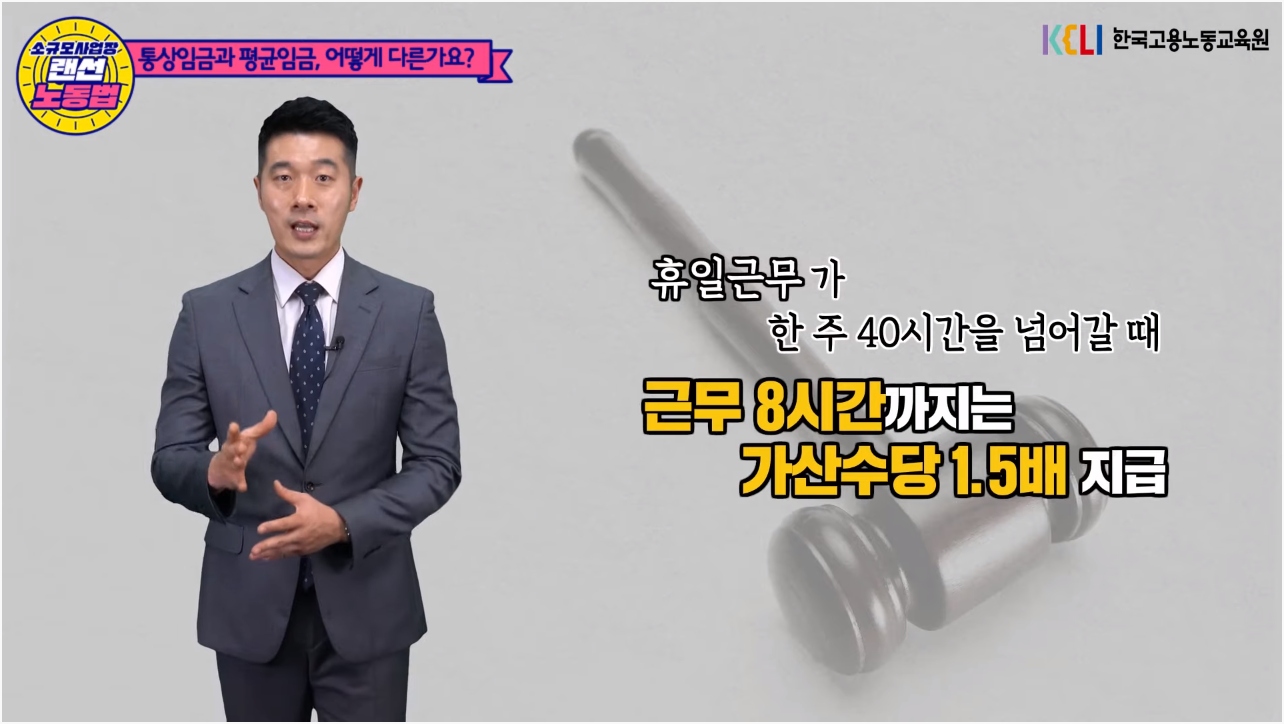 소규모사업장
랜선
노동법
통상임금과 평균임금, 어떻게 다른가요?
KELI 한국고용노동교육원
휴일근무 가
한 주 40시간을 넘어갈 때
근무 8시간까지는
가산수당 1.5배 지급